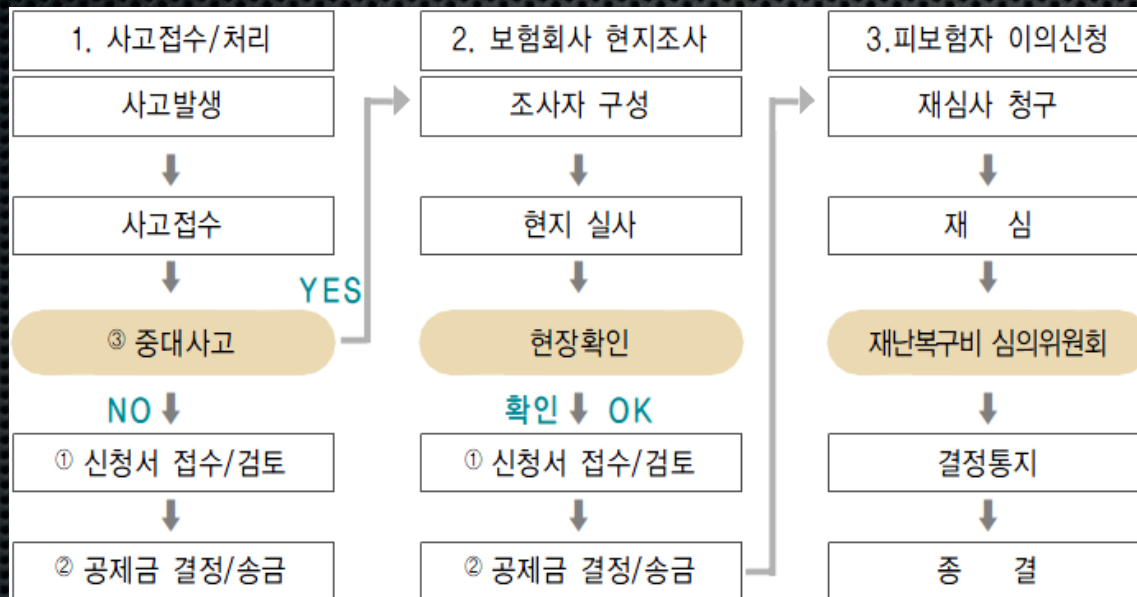 1. 사고접수/처리
사고발생
사고접수
YES
③ 중대사고
NO
① 신청서 접수/검토
② 공제금 결정/송금
2. 보험회사 현지조사
조사자 구성
현지 실사
현장확인
확인 OK
① 신청서 접수/검토
② 공제금 결정/송금
3.피보험자 이의신청
재심사 청구
재 심
재난복구비 심의위원회
결정통지
종 결